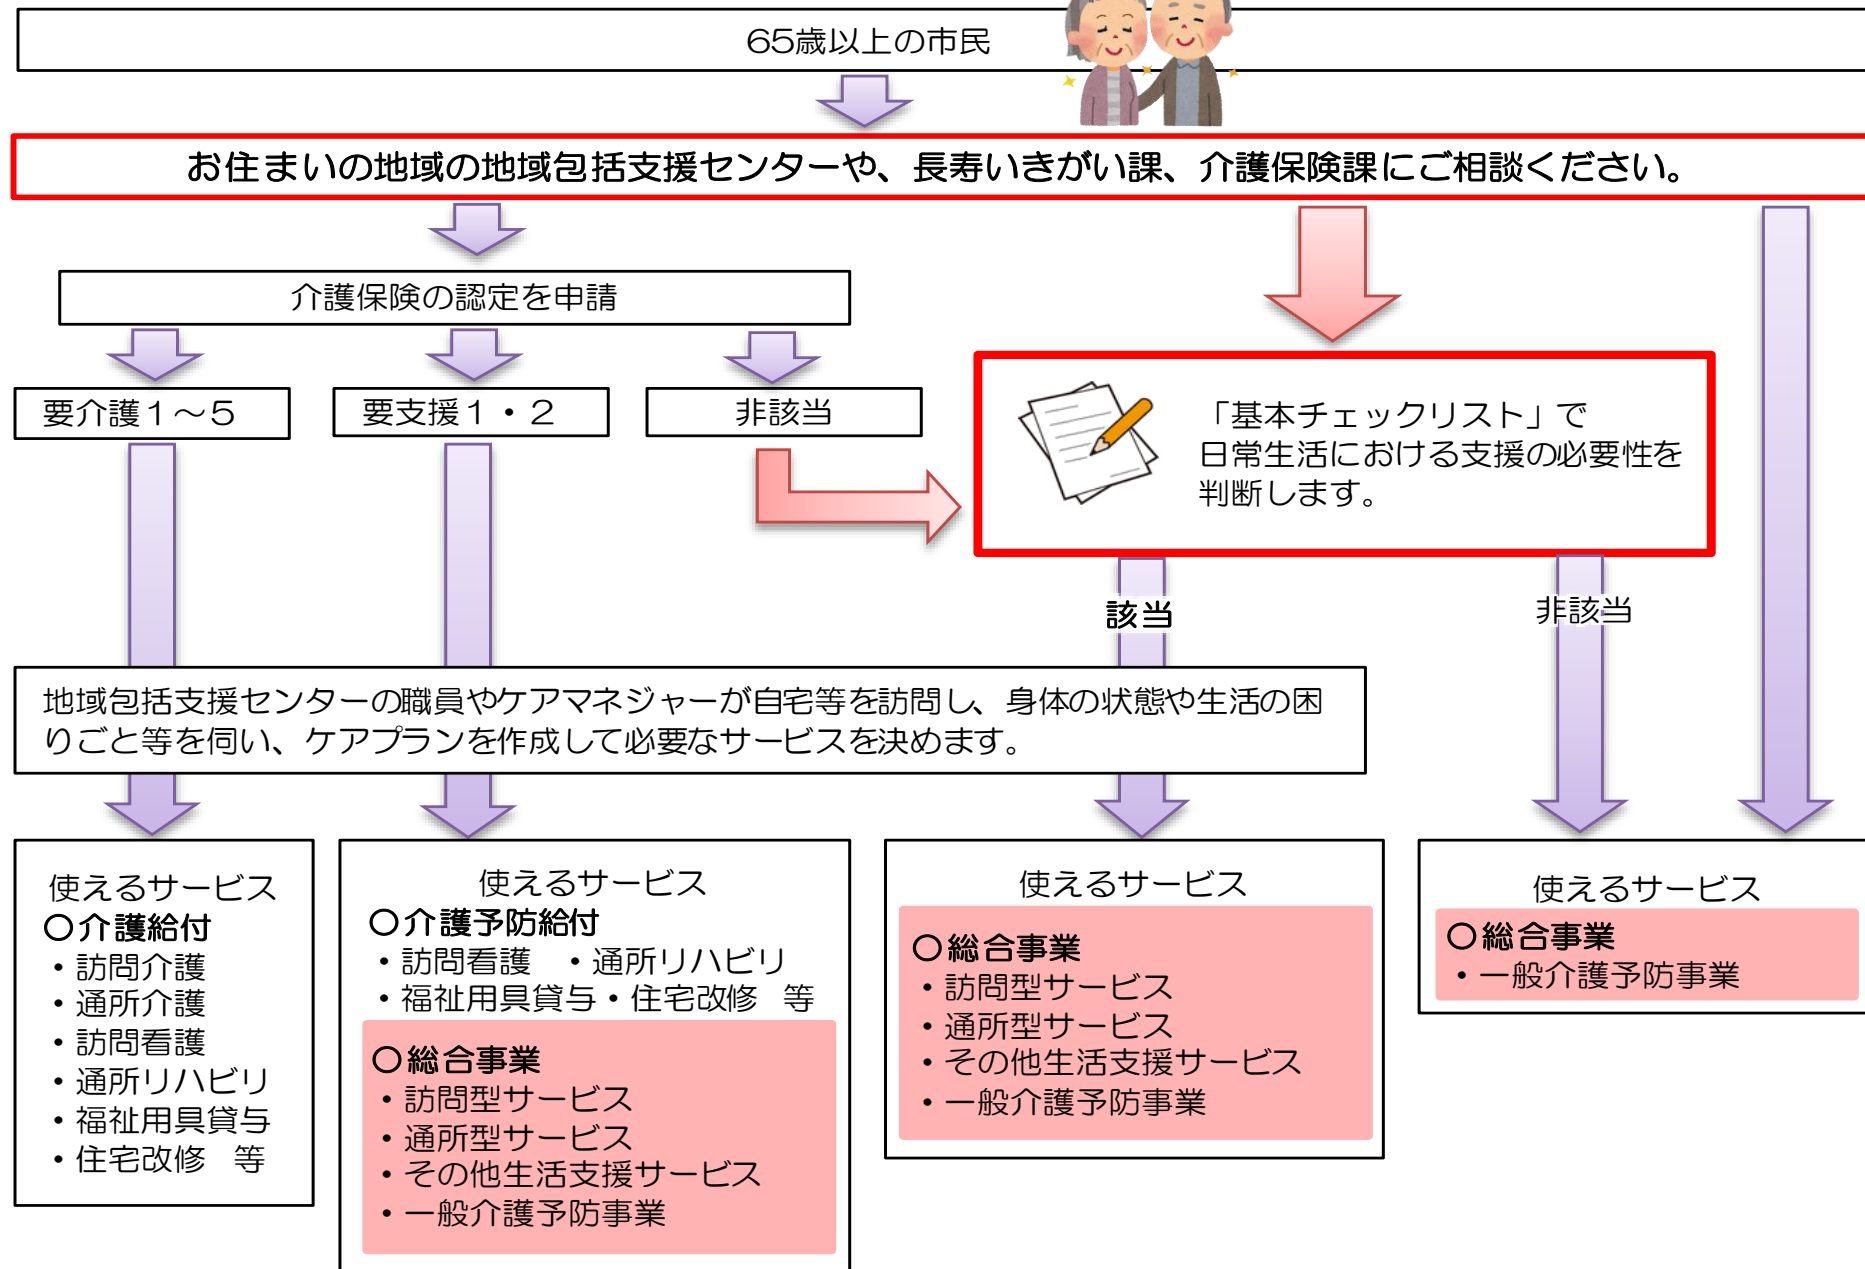 65歳以上の市民
お住まいの地域の地域包括支援センターや、長寿いきがい課、介護保険課にご相談ください。
介護保険の認定を申請
要介護１～５
要支援１・２
非該当
「基本チェックリスト」で
日常生活における支援の必要性を
判断します。
該当
非該当
地域包括支援センターの職員やケアマネジャーが自宅等を訪問し、身体の状態や生活の困
りごと等を伺い、ケアプランを作成して必要なサービスを決めます。
使えるサービス
〇介護給付
・訪問介護
・通所介護
・訪問看護
・通所リハビリ
・福祉用具貸与
・住宅改修　等
使えるサービス
〇介護予防給付
・訪問看護　・通所リハビリ
・福祉用具貸与・住宅改修　等
〇総合事業
・訪問型サービス
・通所型サービス
・その他生活支援サービス
・一般介護予防事業
使えるサービス
〇総合事業
・訪問型サービス
・通所型サービス
・その他生活支援サービス
・一般介護予防事業
使えるサービス
〇総合事業
・一般介護予防事業